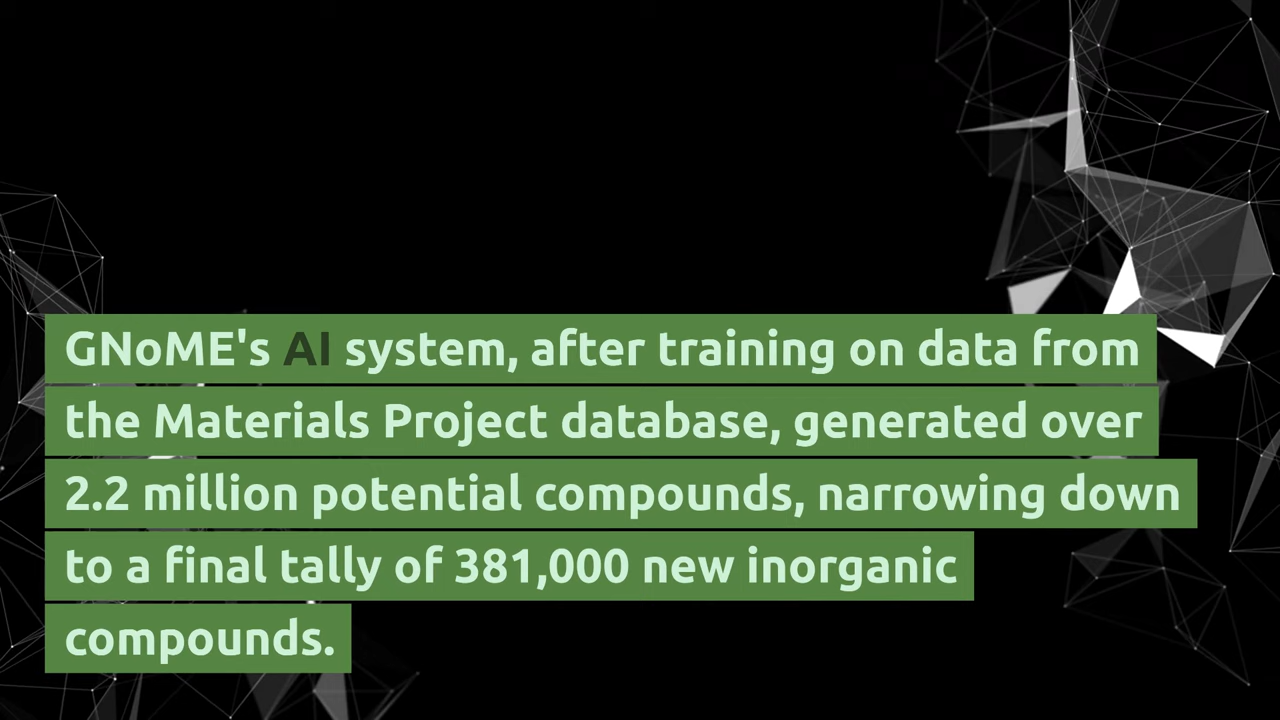 GNoME's AI system, after training on data from
the Materials Project database, generated over
2.2 million potential compounds, narrowing down
to a final tally of 381,000 new inorganic
compounds.